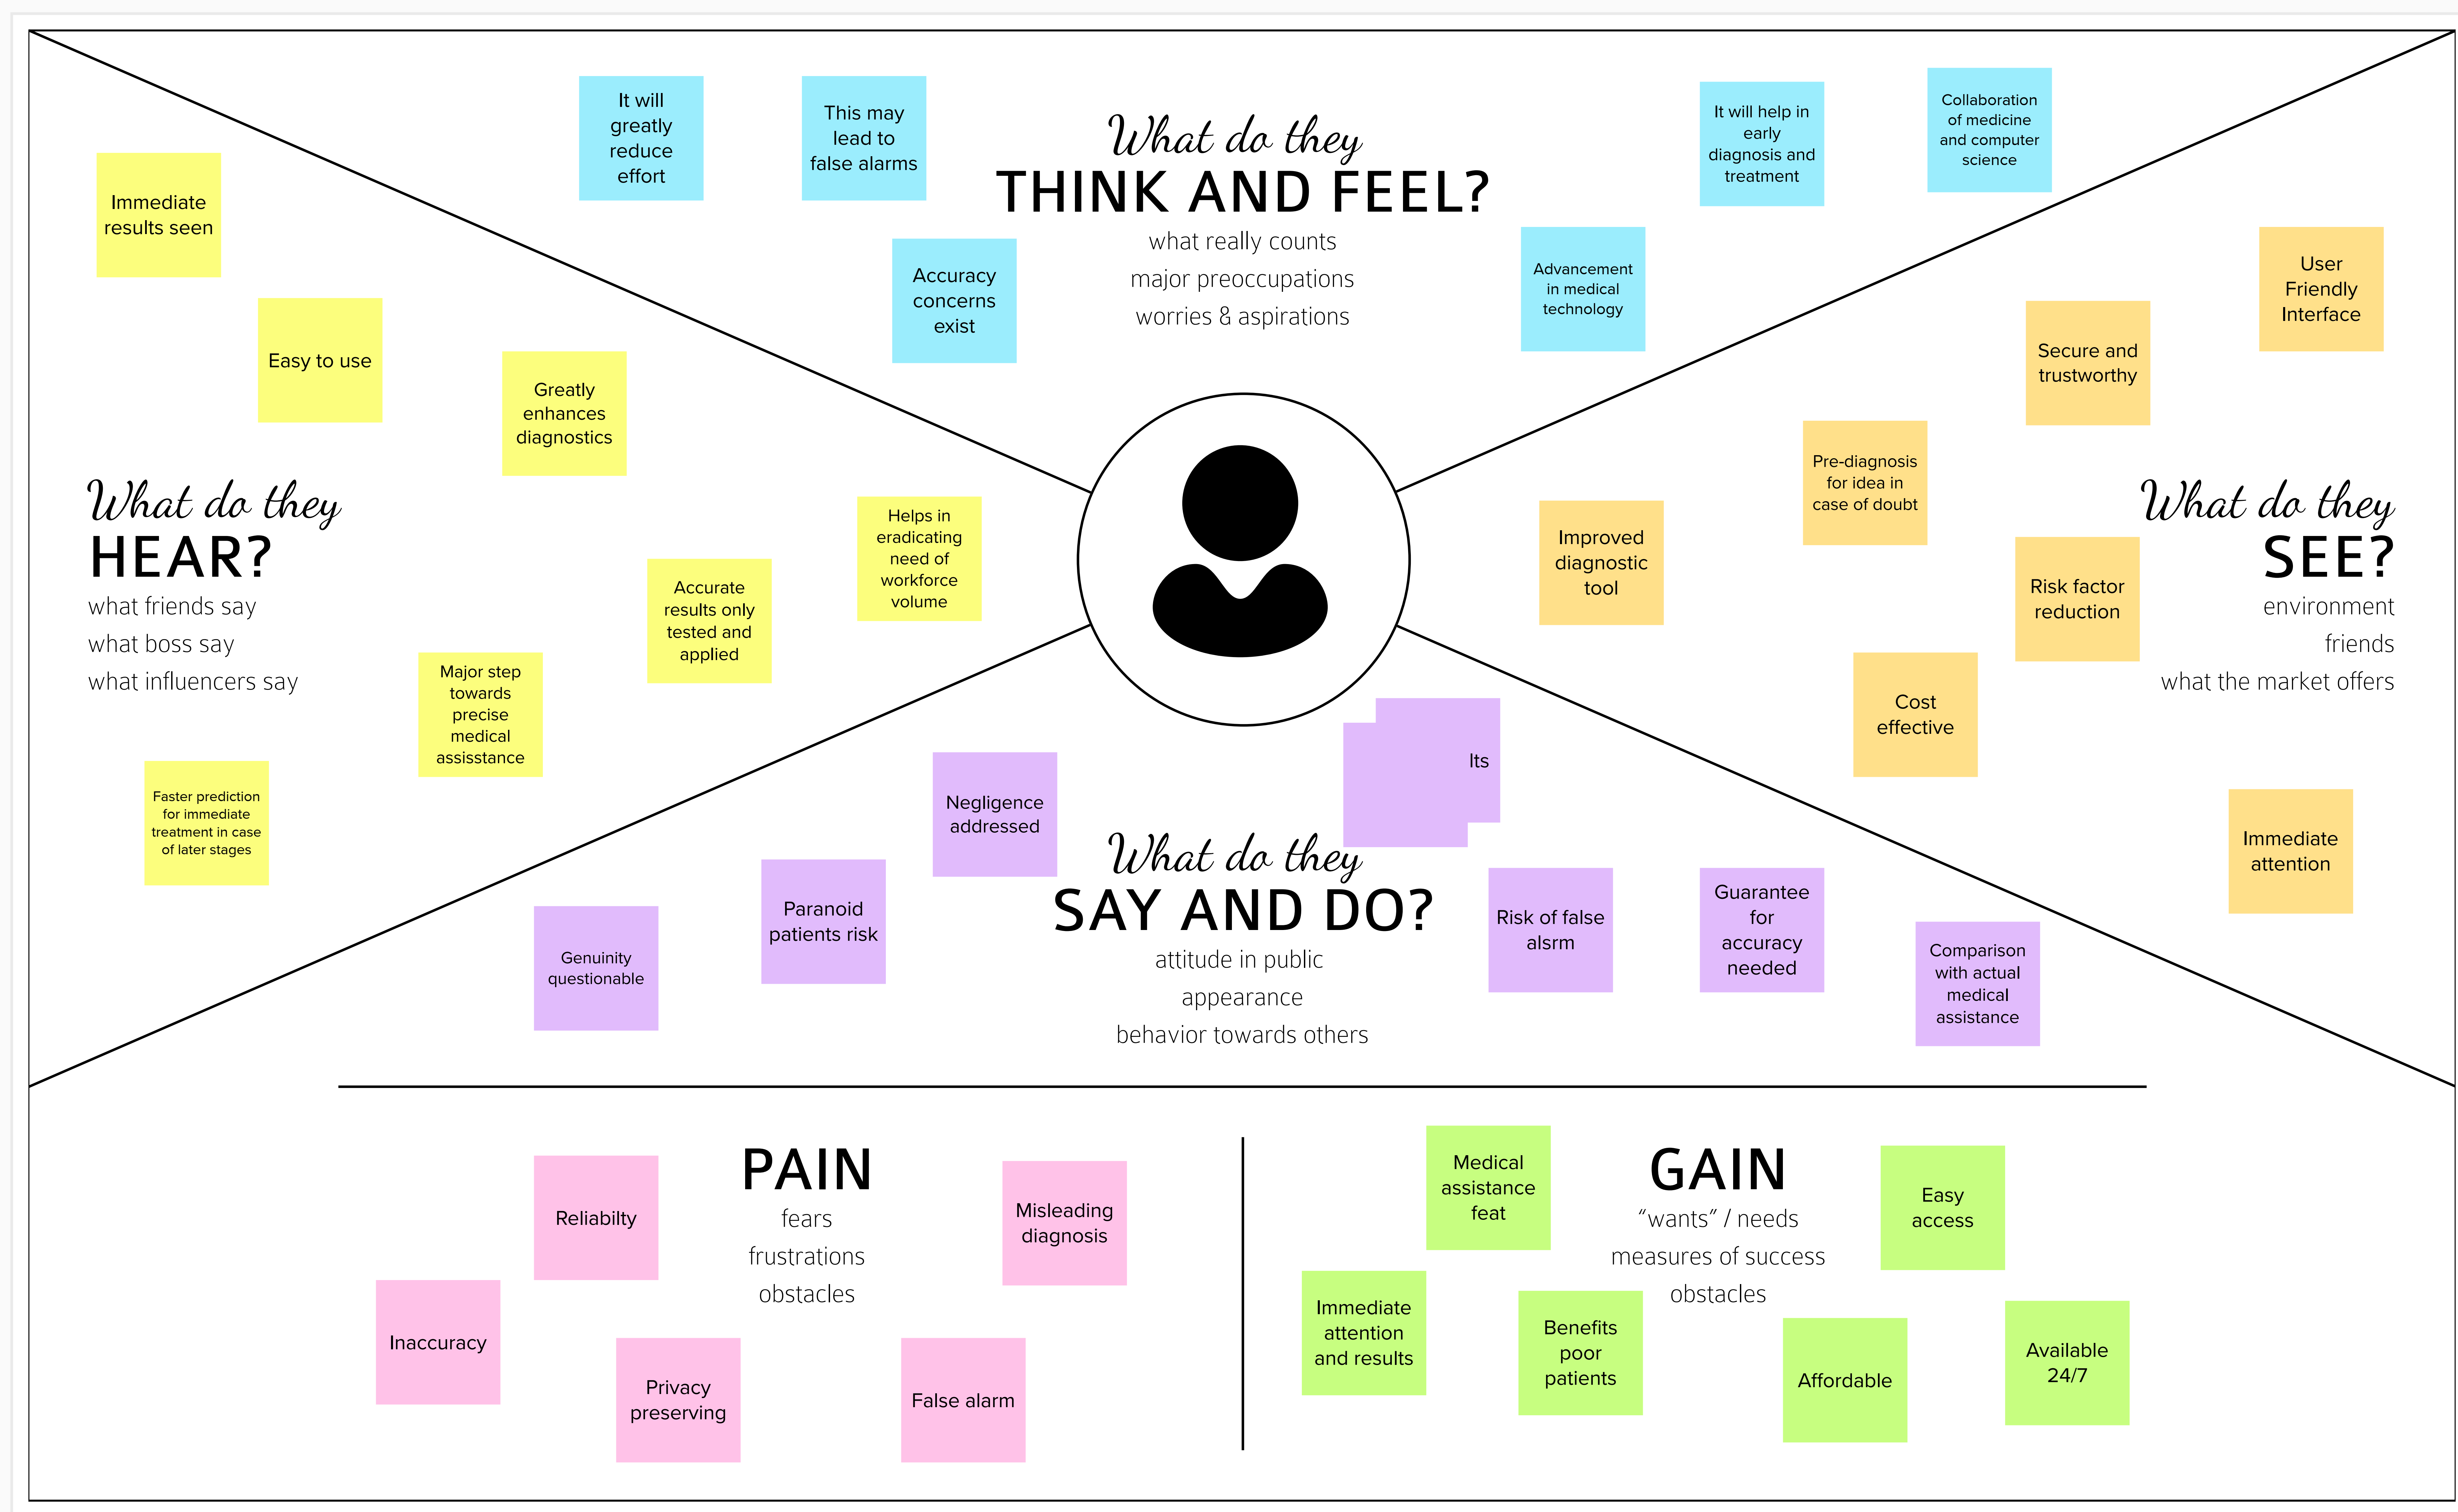 It will
greatly
reduce
effort
This may
lead to
false alarms
Accuracy
concerns
exist
What do they
THINK AND FEEL?
what really counts
major preoccupations
worries & aspirations
It will help in
early
diagnosis and
treatment
Collaboration
of medicine
and computer
science
Advancement
in medical
technology
Immediate
results seen
Easy to use
Greatly
enhances
diagnostics
What do they
HEAR?
what friends say
what boss say
what influencers say
Helps in
eradicating
need of
workforce
volume
Accurate
results only
tested and
applied
Major step
towards
precise
medical
assisstance
Faster prediction
for immediate
treatment in case
of later stages
User
Friendly
Interface
Secure and
trustworthy
Pre-diagnosis
for idea in
case of doubt
Improved
diagnostic
tool
What do they
SEE?
environment
friends
what the market offers
Risk factor
reduction
Cost
effective
Immediate
attention
Its
Negligence
addressed
Paranoid
patients risk
Genuinity
questionable
What do they
SAY AND DO?
attitude in public
appearance
behavior towards others
Risk of false
alsrm
Guarantee
for
accuracy
needed
Comparison
with actual
medical
assistance
PAIN
fears
frustrations
obstacles
Reliabilty
Misleading
diagnosis
Inaccuracy
Privacy
preserving
False alarm
GAIN
“wants” / needs
measures of success
obstacles
Medical
assistance
feat
Easy
access
Immediate
attention
and results
Benefits
poor
patients
Affordable
Available
24/7